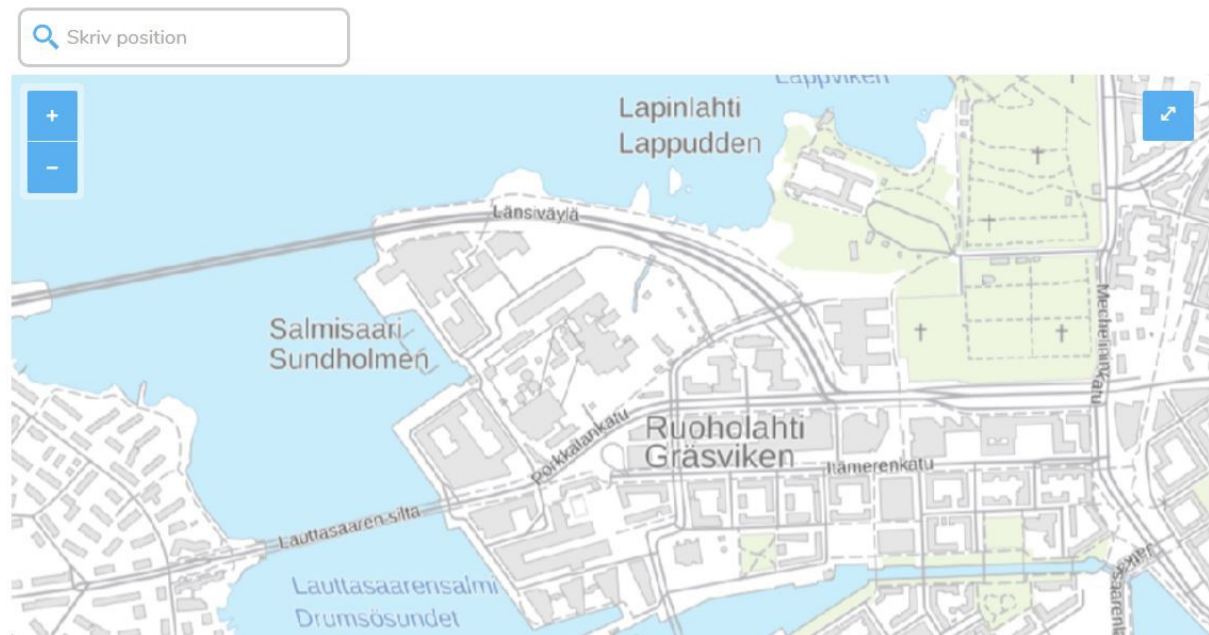 Skriv position
+
−
Lappviken
Lapinlahti
Lappudden
Länsiväylä
Salmisaari
Sundholmen
Mechelininkatu
Porkkalankatu
Ruoholahti
Gräsviken
Itämerenkatu
Lauttasaaren silta
Lauttasaarensalmi
Drumsösundet